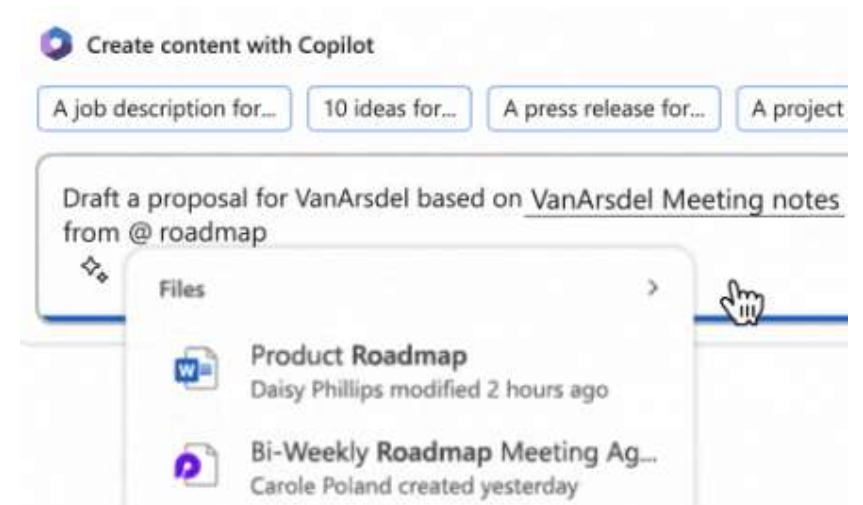 Create content with Copilot
A job description for... 10 ideas for... A press release for... A project
Draft a proposal for VanArsdel based on VanArsdel Meeting notes
from @ roadmap
Files
Product Roadmap
Daisy Phillips modified 2 hours ago
Bi-Weekly Roadmap Meeting Ag...
Carole Poland created yesterday